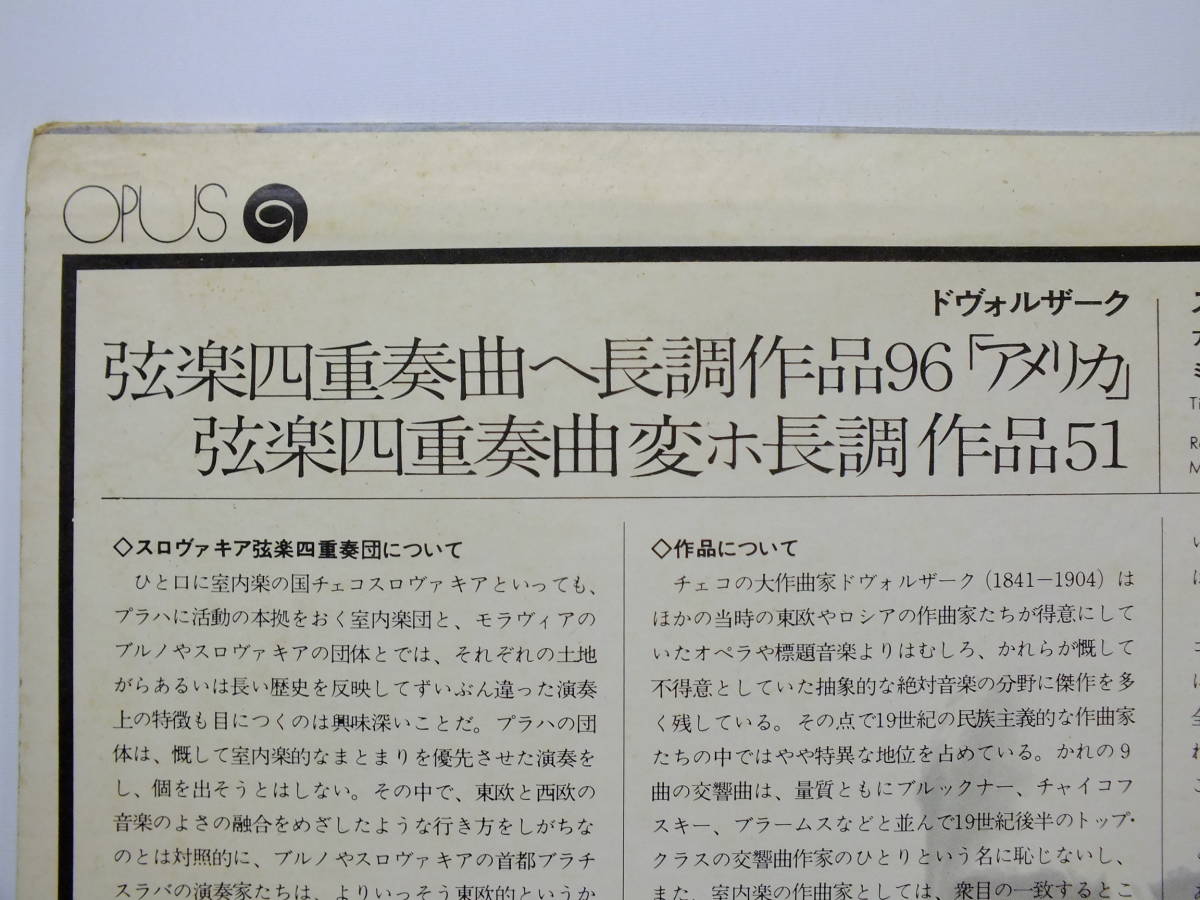 OPUS
ドヴォルザーク
弦楽四重奏曲ヘ長調作品96「アメリカ」
弦楽四重奏曲変ホ長調作品51
◇スロヴァキア弦楽四重奏団について
ひと口に室内楽の国チェコスロヴァキアといっても、
プラハに活動の本拠をおく室内楽団と、モラヴィアの
ブルノやスロヴァキアの団体とでは、それぞれの土地
がらあるいは長い歴史を反映してずいぶん違った演奏
上の特徴も目につくのは興味深いことだ。プラハの団
体は、慨して室内楽的なまとまりを優先させた演奏を
し、個を出そうとはしない。その中で、東欧と西欧の
音楽のよさの融合をめざしたような行き方をしがちな
のとは対照的に、ブルノやスロヴァキアの首都ブラチ
スラバの演奏家たちは、よりいっそう東欧的というか
◇作品について
チェコの大作曲家ドヴォルザーク(1841−1904)は
ほかの当時の東欧やロシアの作曲家たちが得意にして
いたオペラや標題音楽よりはむしろ、かれらが慨して
不得意としていた抽象的な絶対音楽の分野に傑作を多
く残している。その点で19世紀の民族主義的な作曲家
たちの中ではやや特異な地位を占めている。かれの9
曲の交響曲は、量質ともにブルックナー、チャイコフ
スキー、ブラームスなどと並んで19世紀後半のトップ・
クラスの交響曲作家のひとりという名に恥じないし、
また、室内楽の作曲家としては、衆目の一致するとこ